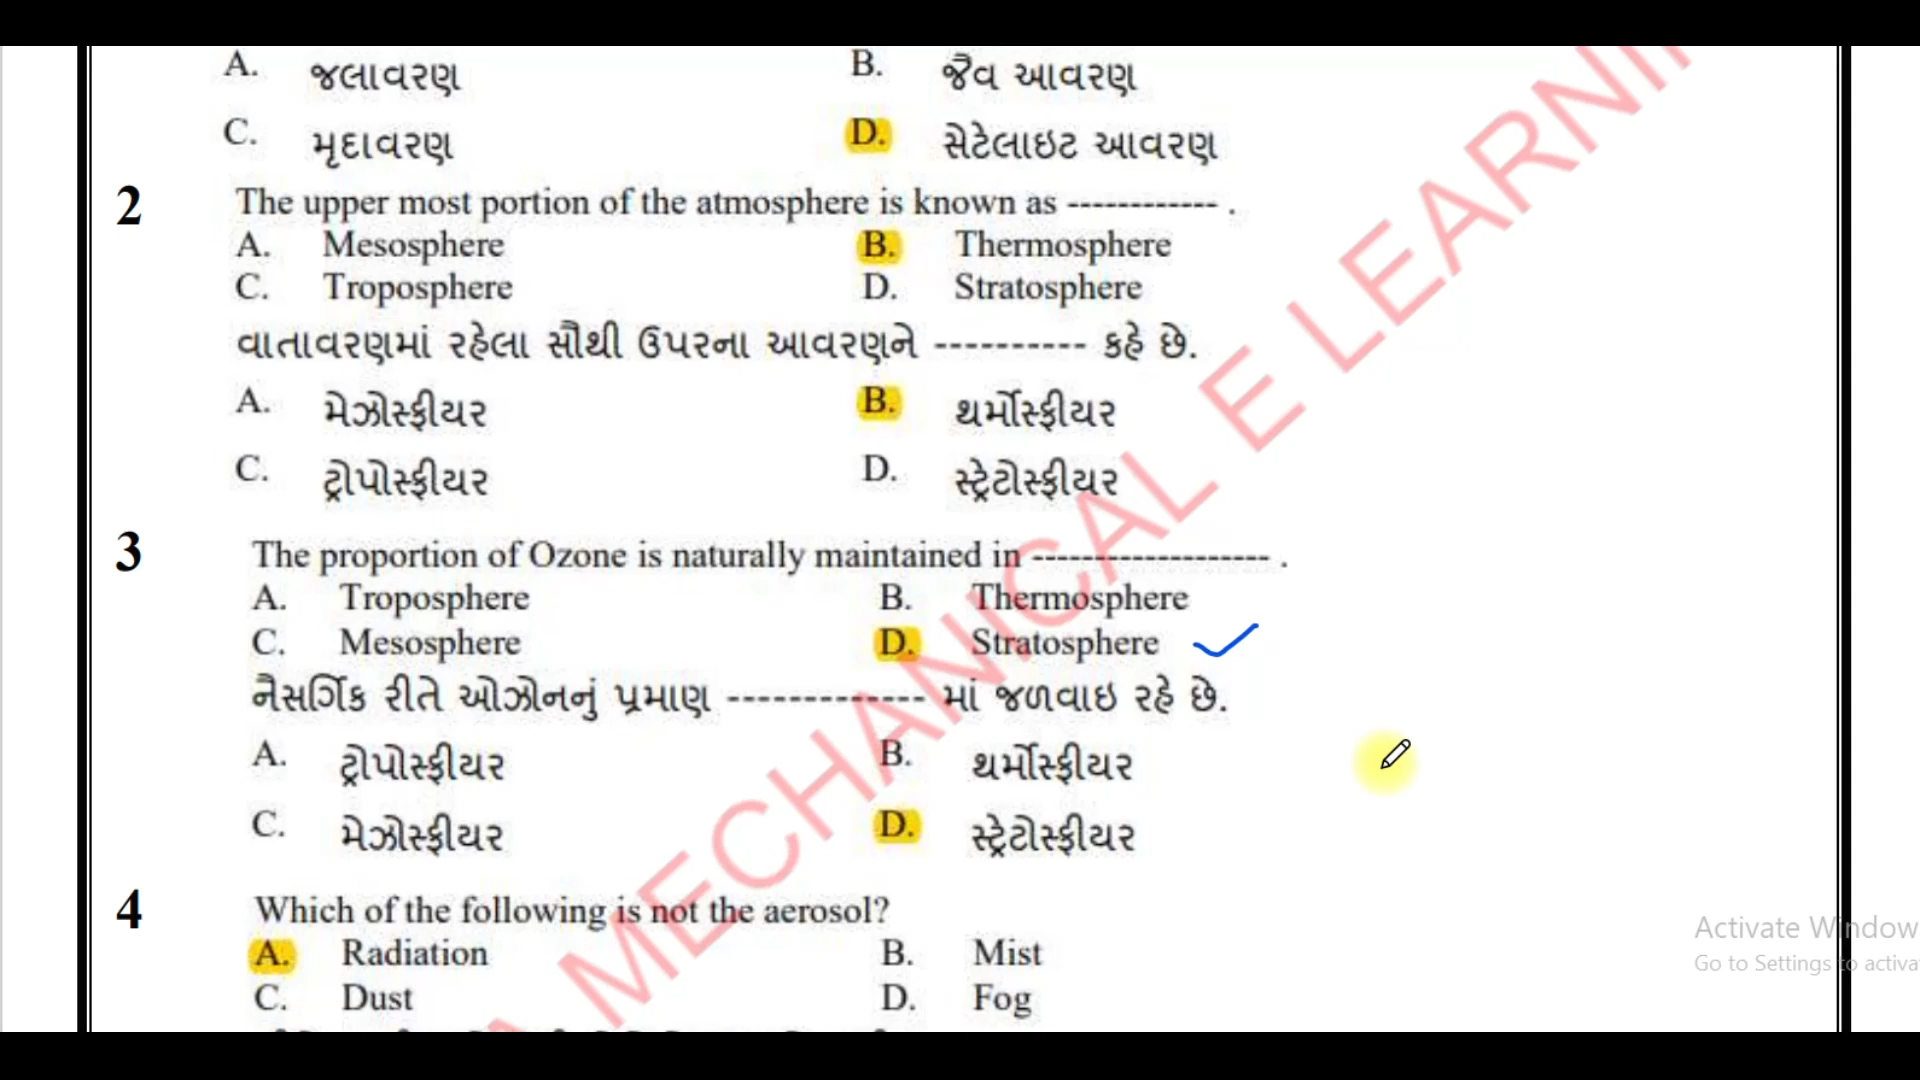 A. જલાવરણ B. જૈવ આવરણ
C. મૃદાવરણ D. સેટેલાઇટ આવરણ
2 The upper most portion of the atmosphere is known as ------------ .
A. Mesosphere B. Thermosphere
C. Troposphere D. Stratosphere
વાતાવરણમાં રહેલા સૌથી ઉપરના આવરણને ---------- કહે છે.
A. મેઝોસ્ફીયર B. થર્મોસ્ફીયર
C. ટ્રોપોસ્ફીયર D. સ્ટ્રેટોસ્ફીયર
3 The proportion of Ozone is naturally maintained in ------------------- .
A. Troposphere B. Thermosphere
C. Mesosphere D. Stratosphere
નૈસર્ગિક રીતે ઓઝોનનું પ્રમાણ ------------- માં જળવાઇ રહે છે.
A. ટ્રોપોસ્ફીયર B. થર્મોસ્ફીયર
C. મેઝોસ્ફીયર D. સ્ટ્રેટોસ્ફીયર
4 Which of the following is not the aerosol?
A. Radiation B. Mist
C. Dust D. Fog
MECHANICAL E LEARNI
Activate Window
Go to Settings to activa